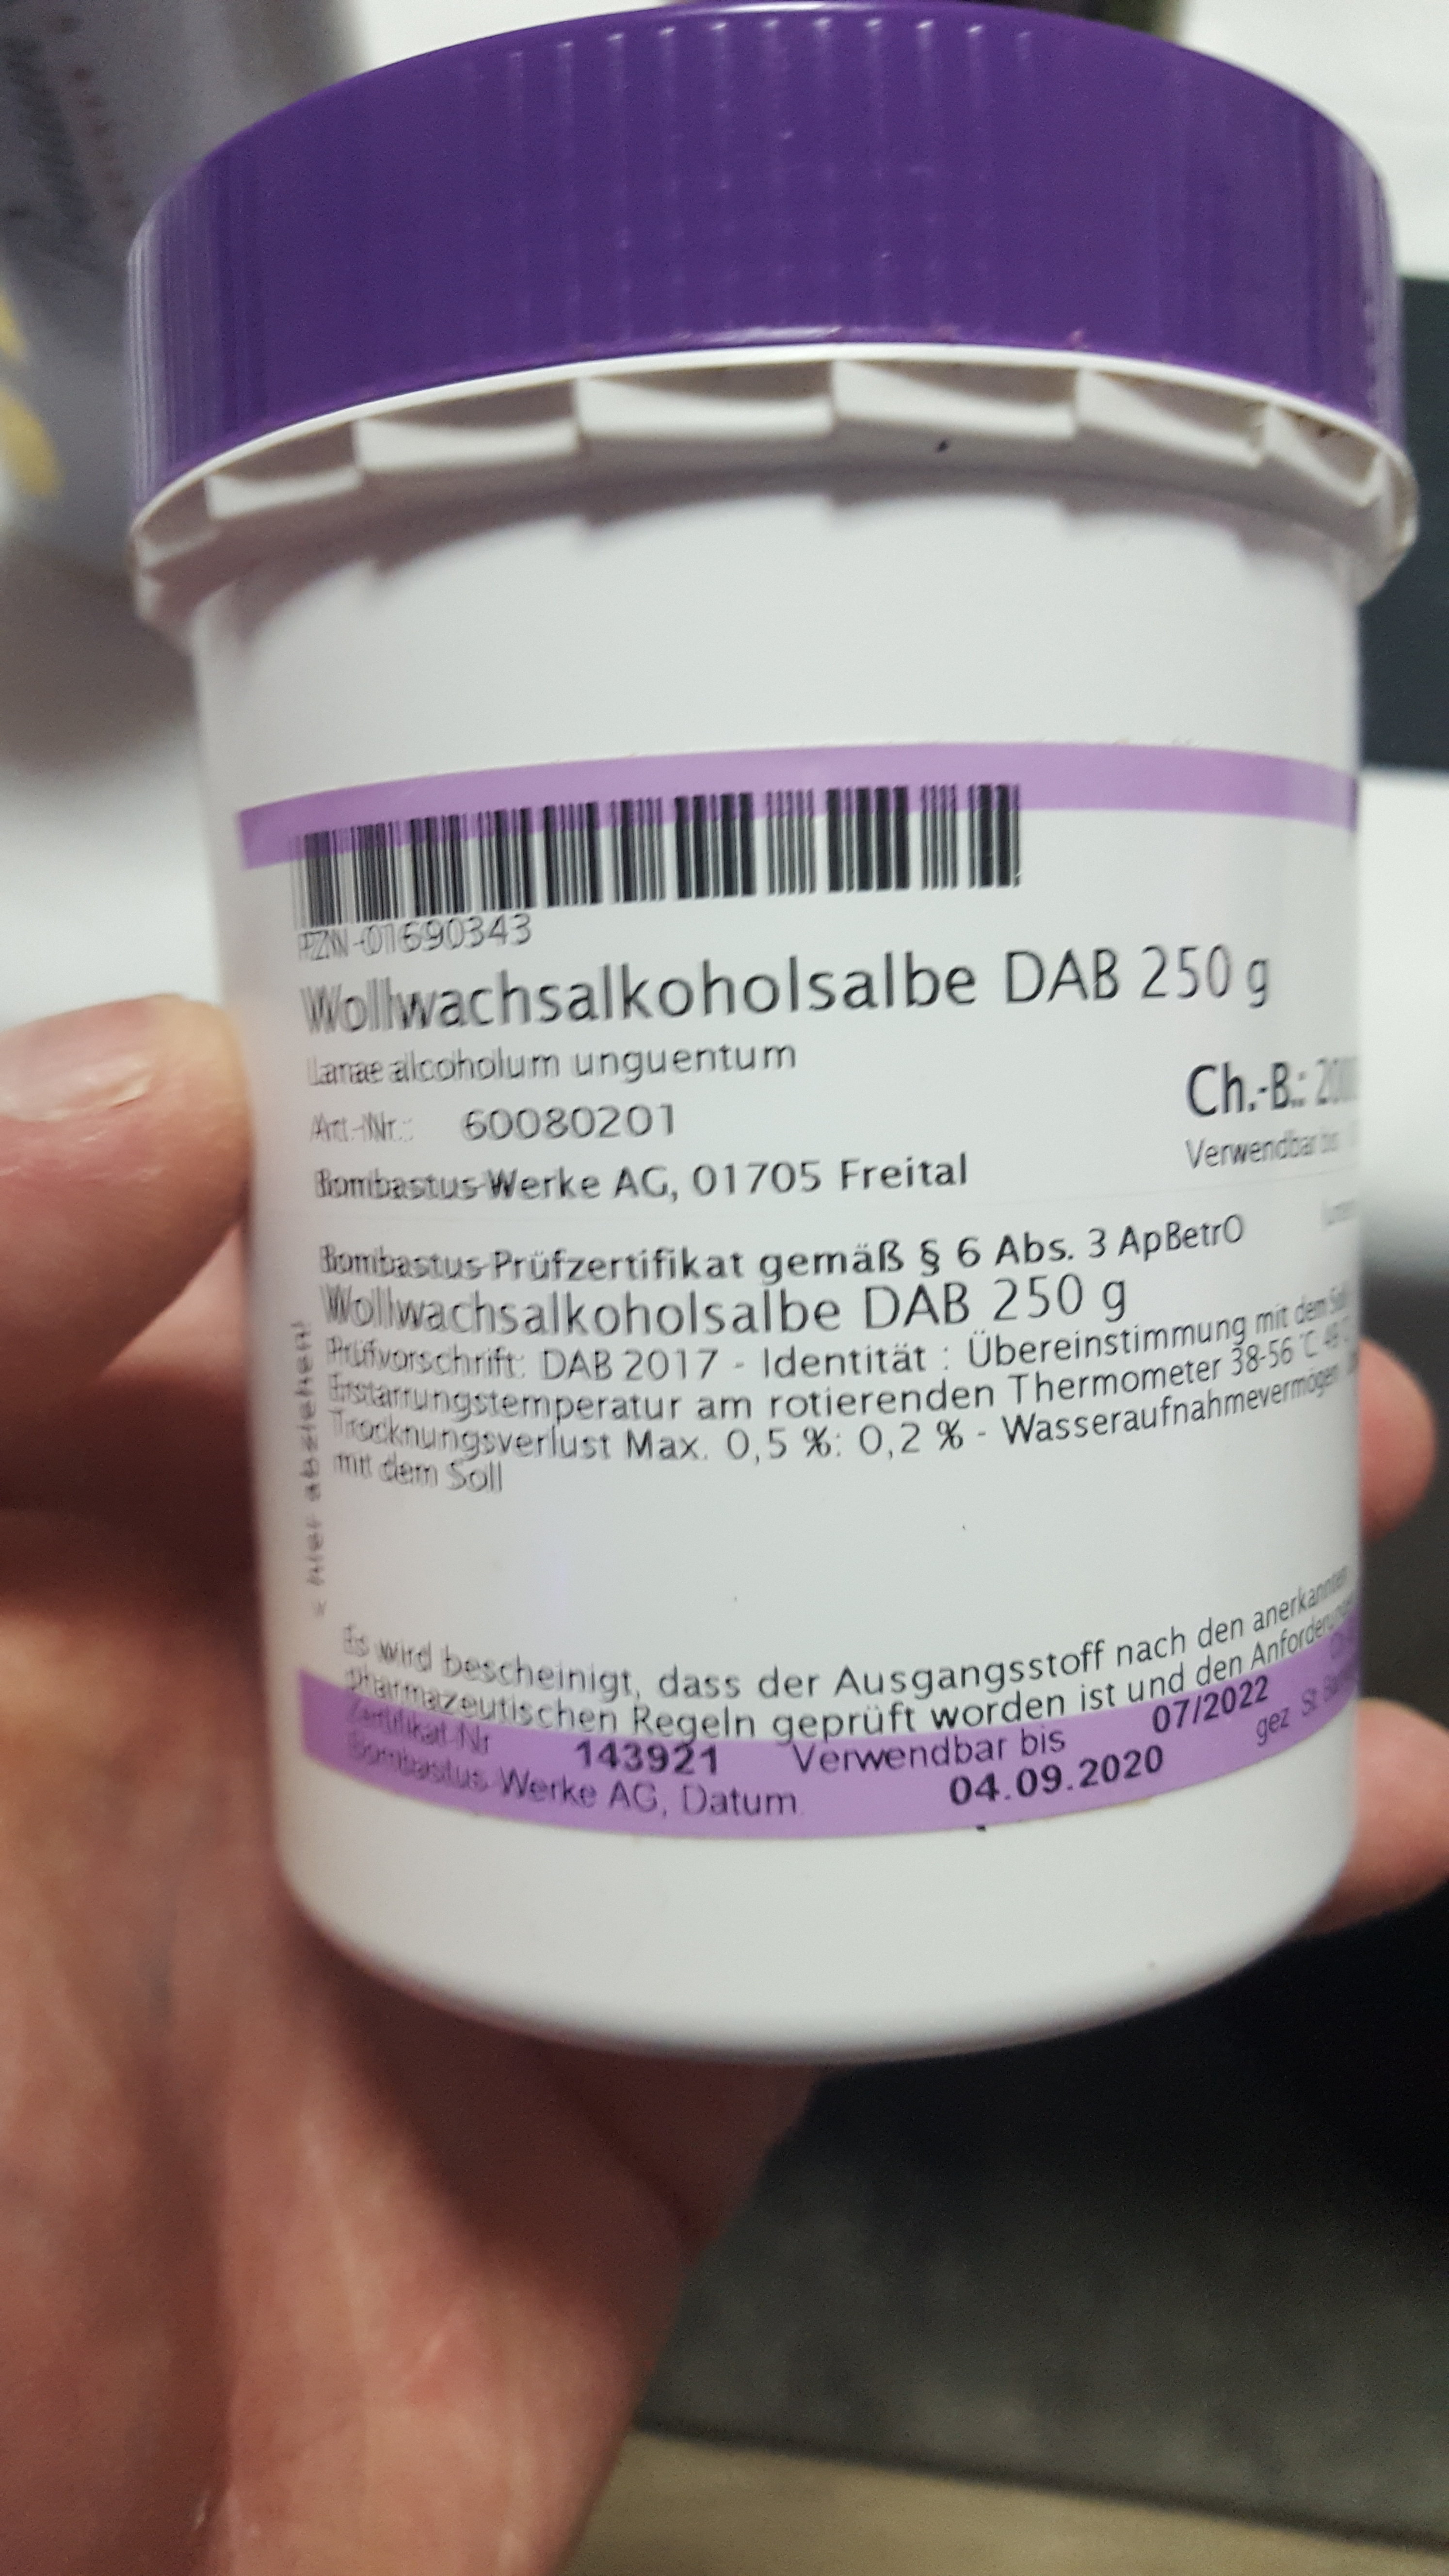 PZN -01690343
Wollwachsalkoholsalbe DAB 250 g
Lanae alcoholum unguentum
Art.-Nr.: 60080201
Ch.-B.:
Verwendbar bis
Bombastus-Werke AG, 01705 Freital
Bombastus-Prüfzertifikat gemäß § 6 Abs. 3 ApBetrO
Wollwachsalkoholsalbe DAB 250 g
Prüfvorschrift: DAB 2017 - Identität : Übereinstimmung mit dem Soll
Erstarrungstemperatur am rotierenden Thermometer 38-56 °C
Trocknungsverlust Max. 0,5 %: 0,2 % - Wasseraufnahmevermögen
mit dem Soll
< hier abziehen!
Es wird bescheinigt, dass der Ausgangsstoff nach den anerkannten
pharmazeutischen Regeln geprüft worden ist und den
Zertifikat-Nr 143921 Verwendbar bis 07/2022
Bombastus-Werke AG, Datum 04.09.2020 gez St